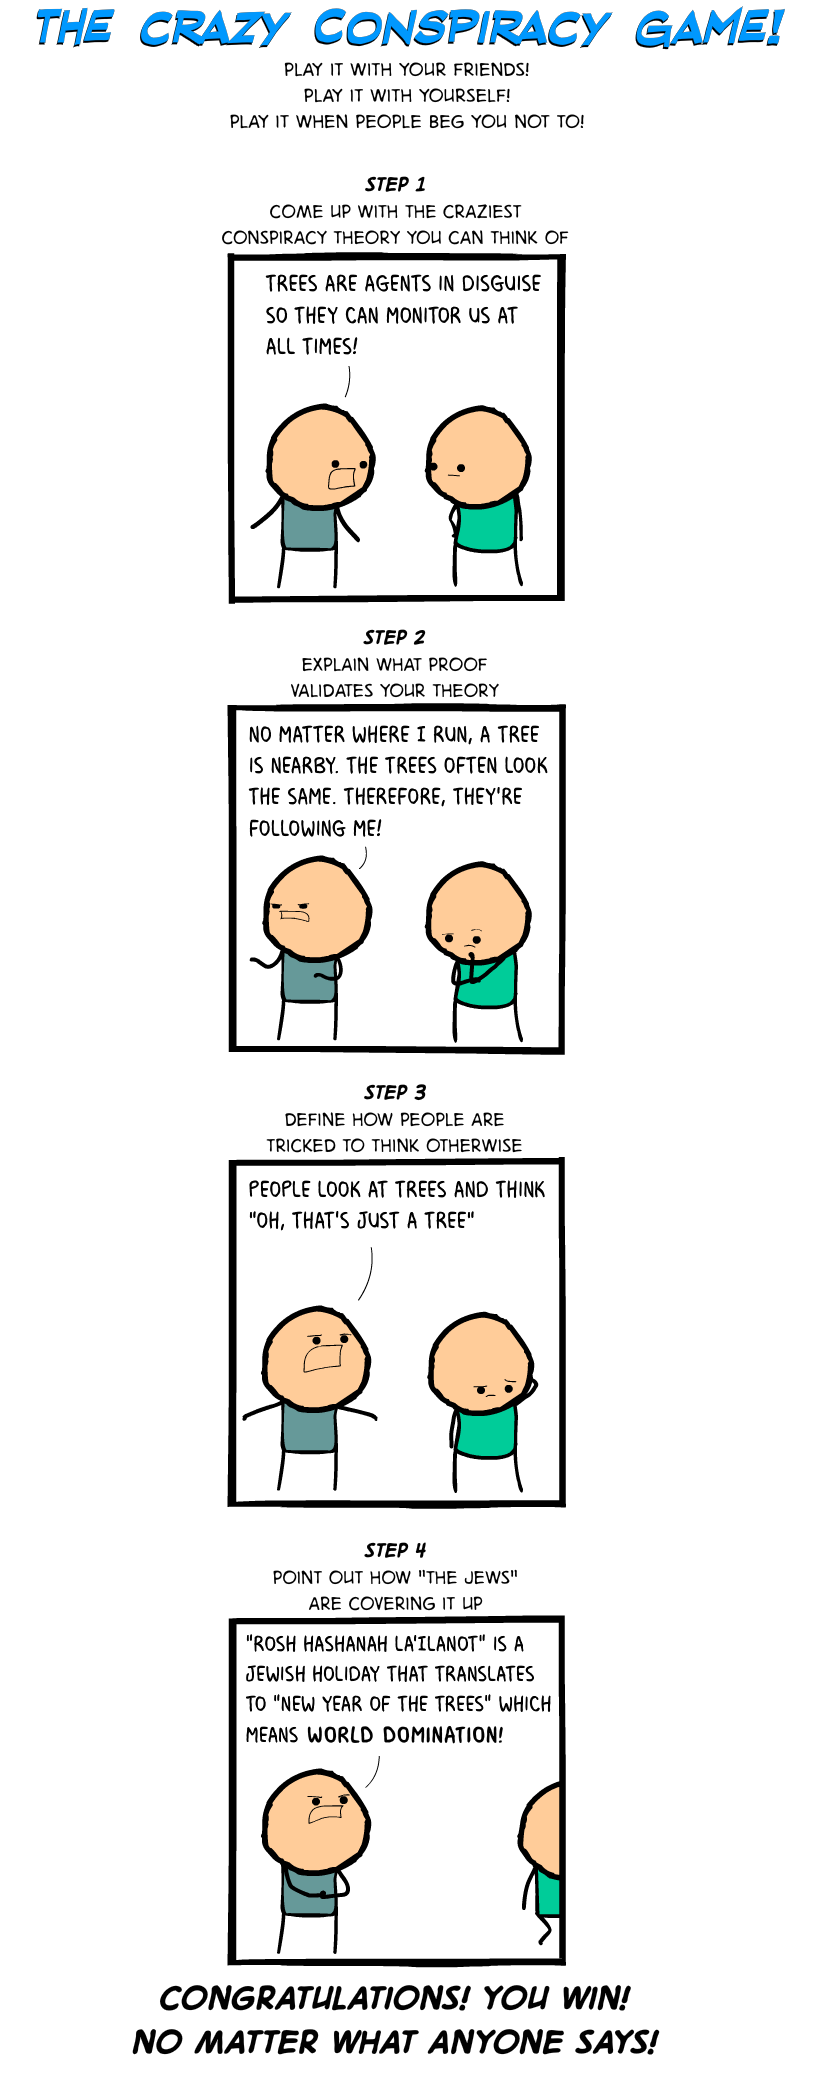 THE CRAZY CONSPIRACY GAME!
PLAY IT WITH YOUR FRIENDS!
PLAY IT WITH YOURSELF!
PLAY IT WHEN PEOPLE BEG YOU NOT TO!
STEP 1
COME UP WITH THE CRAZIEST
CONSPIRACY THEORY YOU CAN THINK OF
TREES ARE AGENTS IN DISGUISE
SO THEY CAN MONITOR US AT
ALL TIMES!
STEP 2
EXPLAIN WHAT PROOF
VALIDATES YOUR THEORY
NO MATTER WHERE I RUN, A TREE
IS NEARBY. THE TREES OFTEN LOOK
THE SAME. THEREFORE, THEY'RE
FOLLOWING ME!
STEP 3
DEFINE HOW PEOPLE ARE
TRICKED TO THINK OTHERWISE
PEOPLE LOOK AT TREES AND THINK
"OH, THAT'S JUST A TREE"
STEP 4
POINT OUT HOW "THE JEWS"
ARE COVERING IT UP
"ROSH HASHANAH LA'ILANOT" IS A
JEWISH HOLIDAY THAT TRANSLATES
TO "NEW YEAR OF THE TREES" WHICH
MEANS WORLD DOMINATION!
CONGRATULATIONS! YOU WIN!
NO MATTER WHAT ANYONE SAYS!